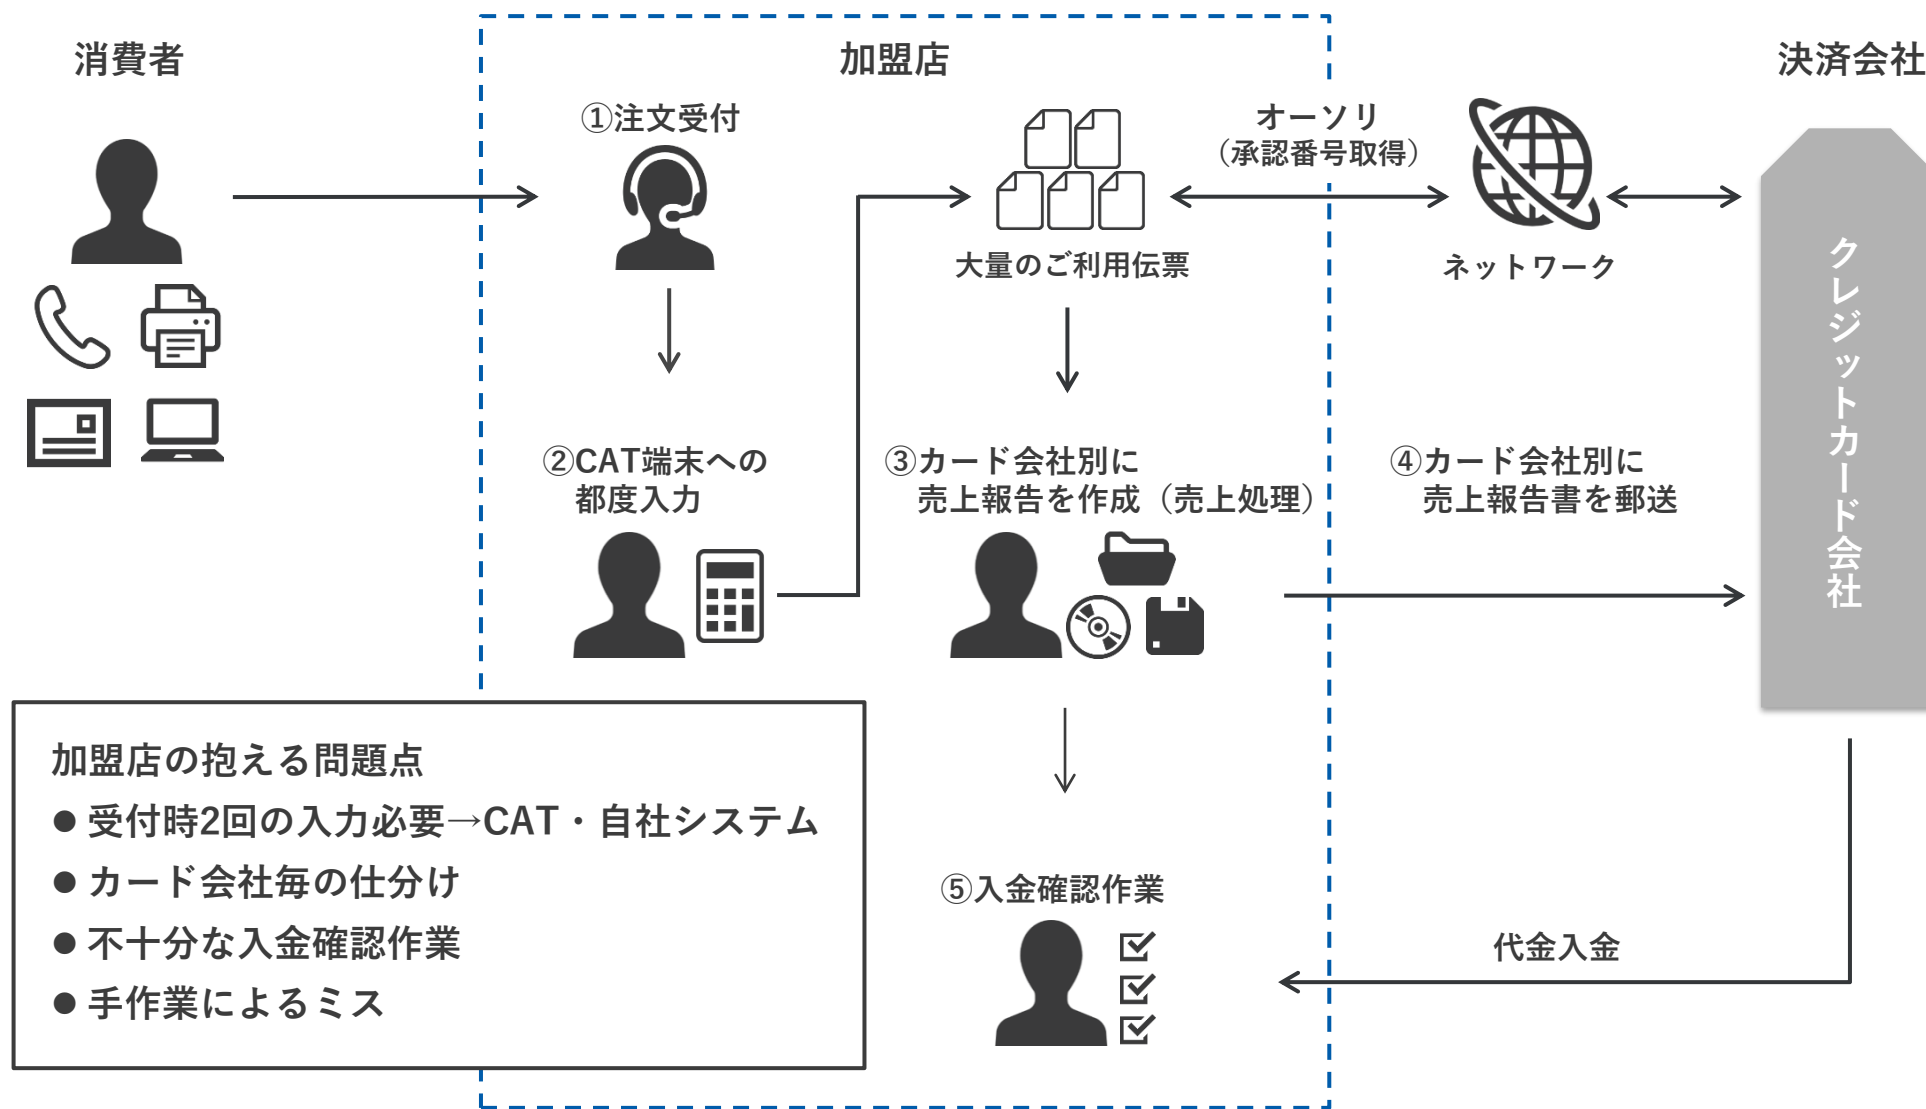 消費者
加盟店
決済会社
①注文受付
オーソリ
（承認番号取得）
大量のご利用伝票
ネットワーク
クレジットカード会社
②CAT端末への
都度入力
③カード会社別に
売上報告を作成（売上処理）
④カード会社別に
売上報告書を郵送
加盟店の抱える問題点
● 受付時2回の入力必要→CAT・自社システム
● カード会社毎の仕分け
● 不十分な入金確認作業
● 手作業によるミス
⑤入金確認作業
代金入金